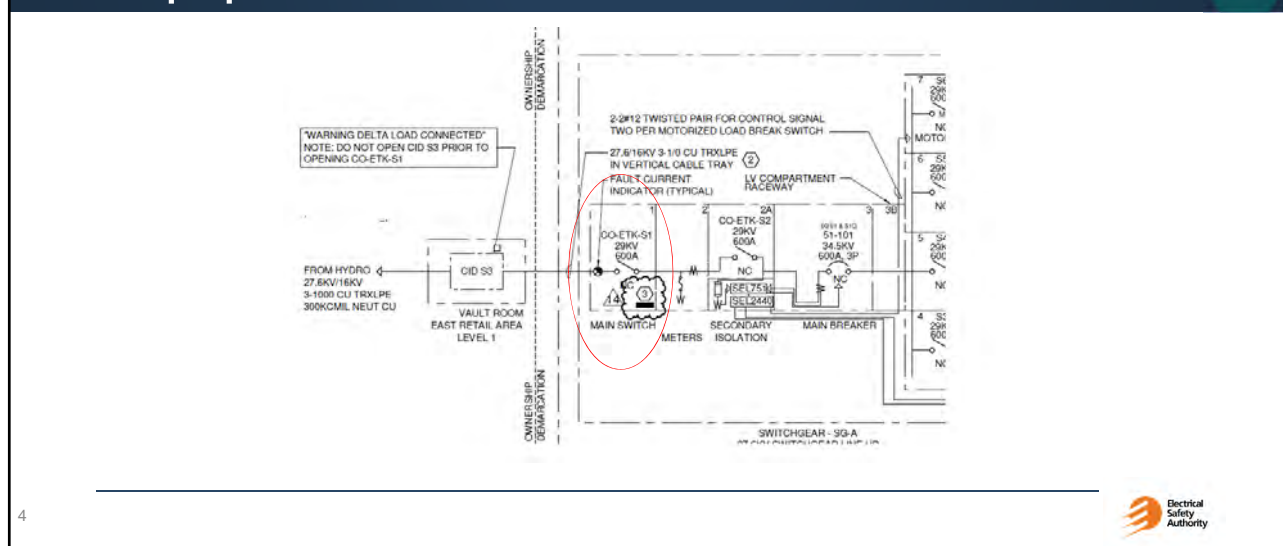 OWNERSHIP
DEMARCATION
"WARNING DELTA LOAD CONNECTED"
NOTE: DO NOT OPEN CID S3 PRIOR TO
OPENING CO-ETK-S1
2-2#12 TWISTED PAIR FOR CONTROL SIGNAL
TWO PER MOTORIZED LOAD BREAK SWITCH
27.6/16KV 3-1/0 CU TRXLPE
IN VERTICAL CABLE TRAY
2
FAULT CURRENT
INDICATOR (TYPICAL)
LV COMPARTMENT
RACEWAY
1
2
2A
3
3B
CO-ETK-S1
29KV
600A
CO-ETK-S2
29KV
600A
NC
51-101
34.5KV
600A, 3P
NC
14
3
SEL751
SEL2440
MAIN SWITCH
METERS
SECONDARY
ISOLATION
MAIN BREAKER
FROM HYDRO
27.6KV/16KV
3-1000 CU TRXLPE
300KCMIL NEUT CU
CID S3
VAULT ROOM
EAST RETAIL AREA
LEVEL 1
7
6
5
4
OWNERSHIP
DEMARCATION
SWITCHGEAR - SG-A
4
Electrical
Safety
Authority